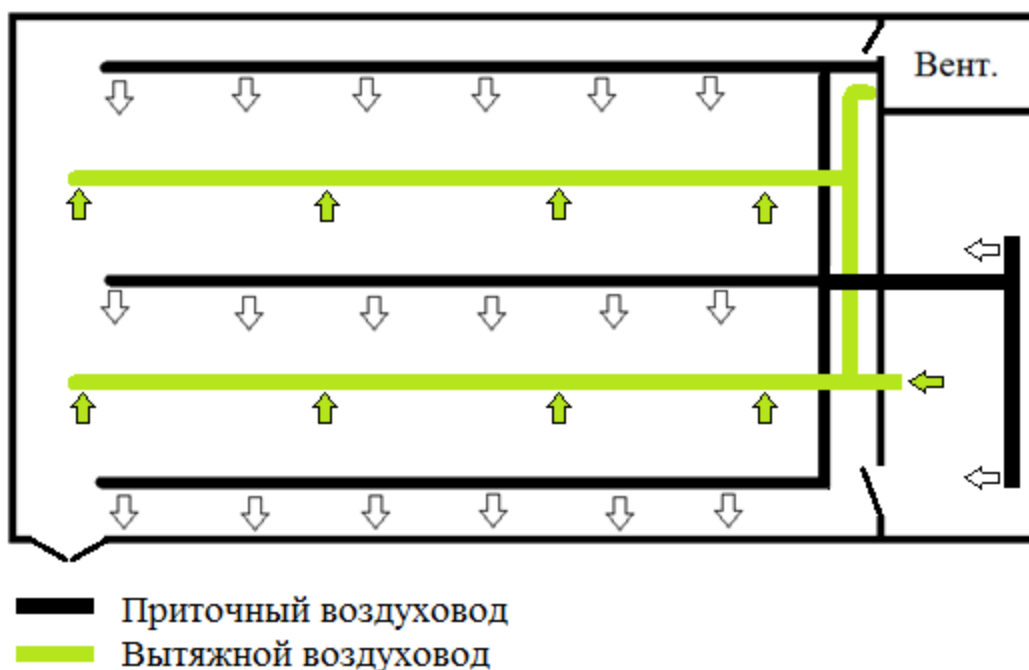 Вент.
Приточный воздуховод
Вытяжной воздуховод